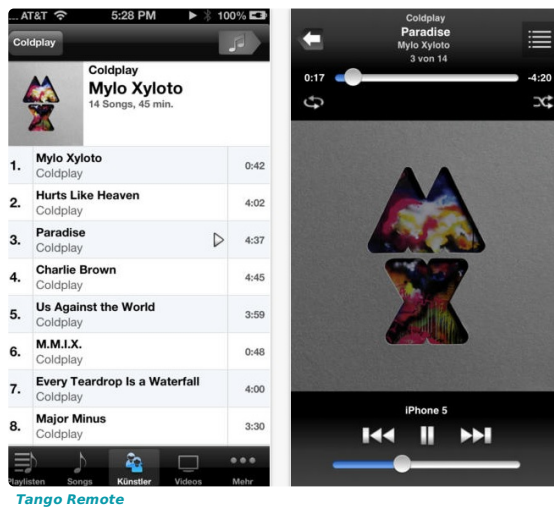 ... AT&T 5:28 PM 100%
Coldplay
Coldplay
Mylo Xyloto
14 Songs, 45 min.
1. Mylo Xyloto 0:42
Coldplay
2. Hurts Like Heaven 4:02
Coldplay
3. Paradise 4:37
Coldplay
4. Charlie Brown 4:45
Coldplay
5. Us Against the World 3:59
Coldplay
6. M.M.I.X. 0:48
Coldplay
7. Every Teardrop Is a Waterfall 4:00
Coldplay
8. Major Minus 3:30
Coldplay
Playlisten Songs Künstler Videos Mehr
Coldplay
Paradise
Mylo Xyloto
3 von 14
0:17 -4:20
iPhone 5
Tango Remote